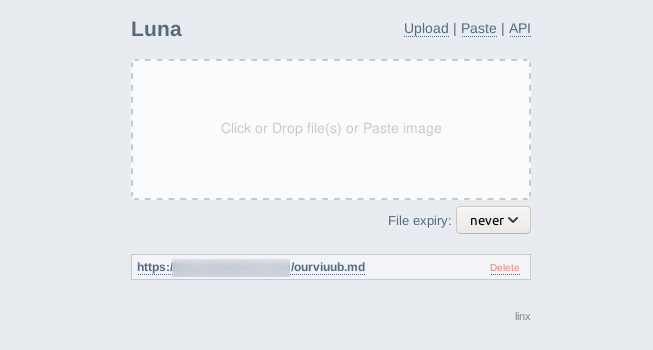 Luna
Upload | Paste | API
Click or Drop file(s) or Paste image
File expiry: never
https:/ /ourviuub.md Delete
linx